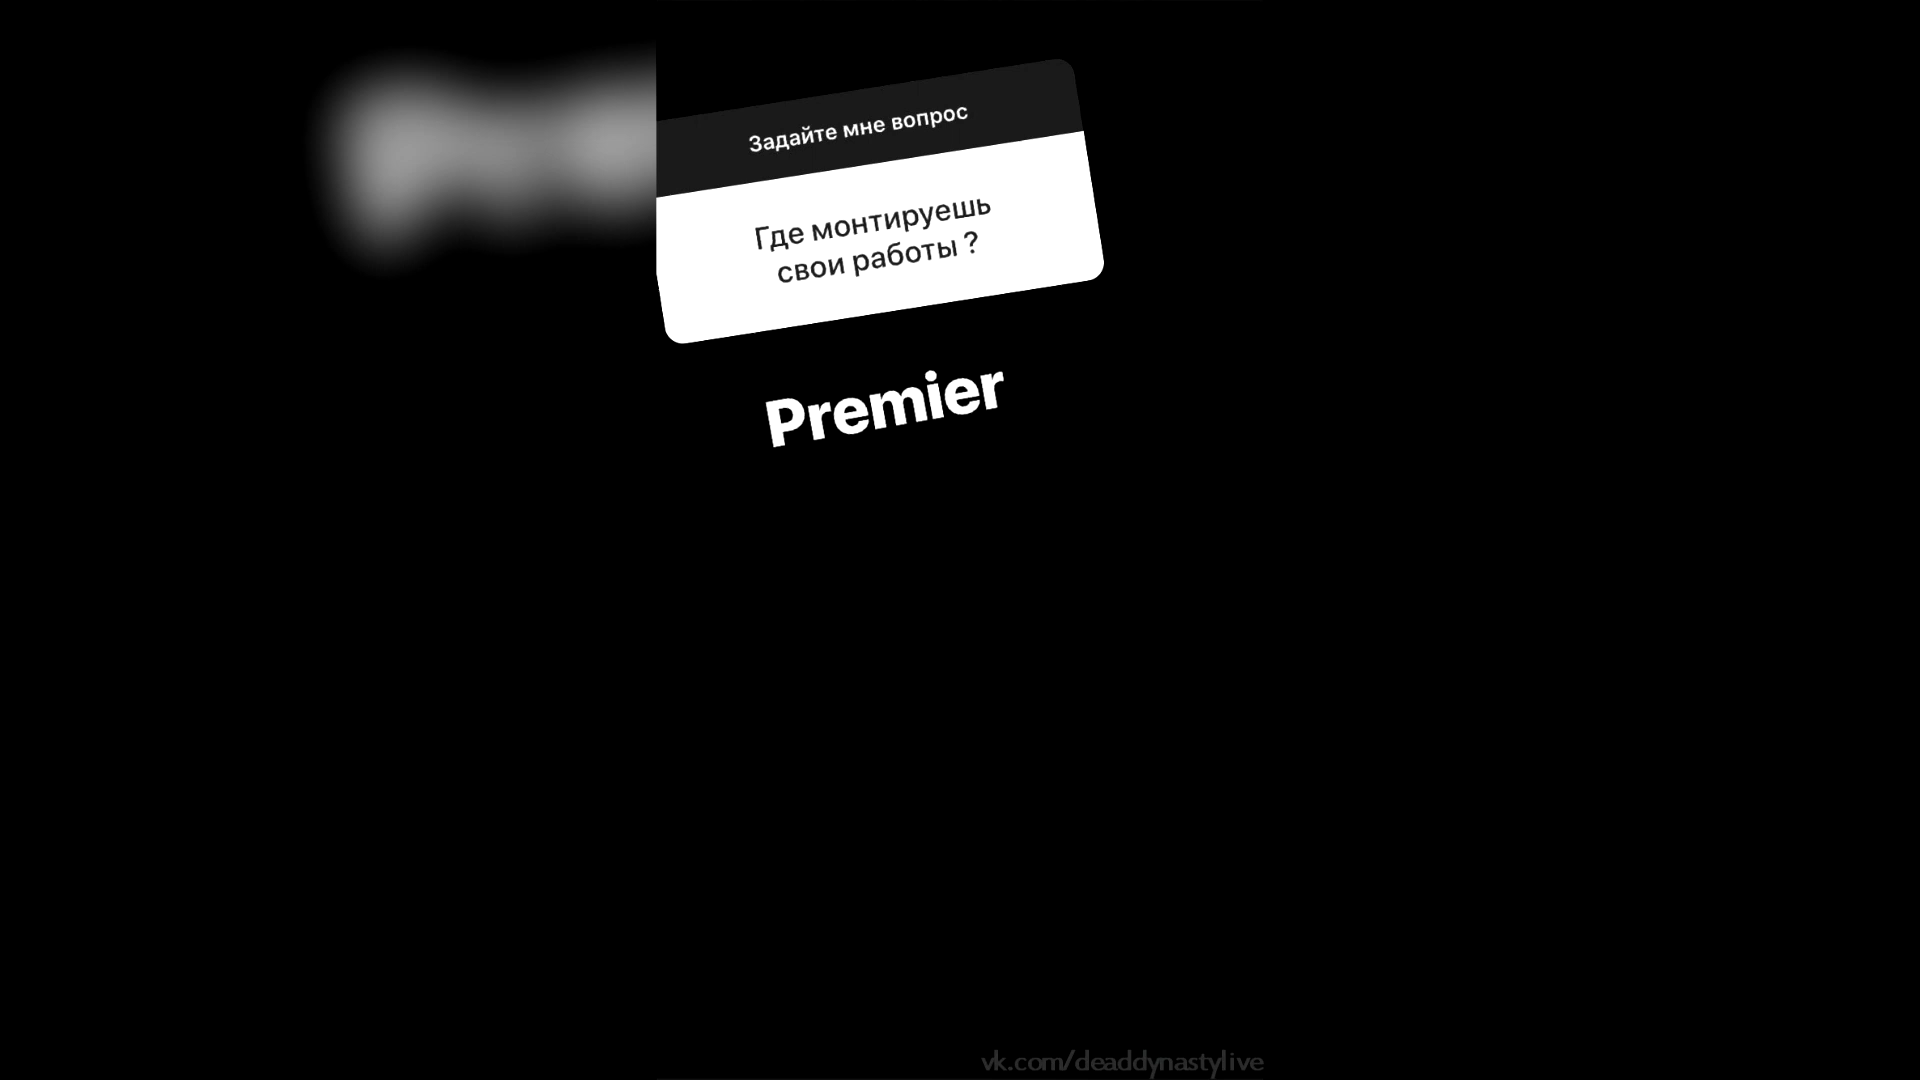 Задайте мне вопрос
Где монтируешь
свои работы ?
Premier
vk.com/deaddynastylive